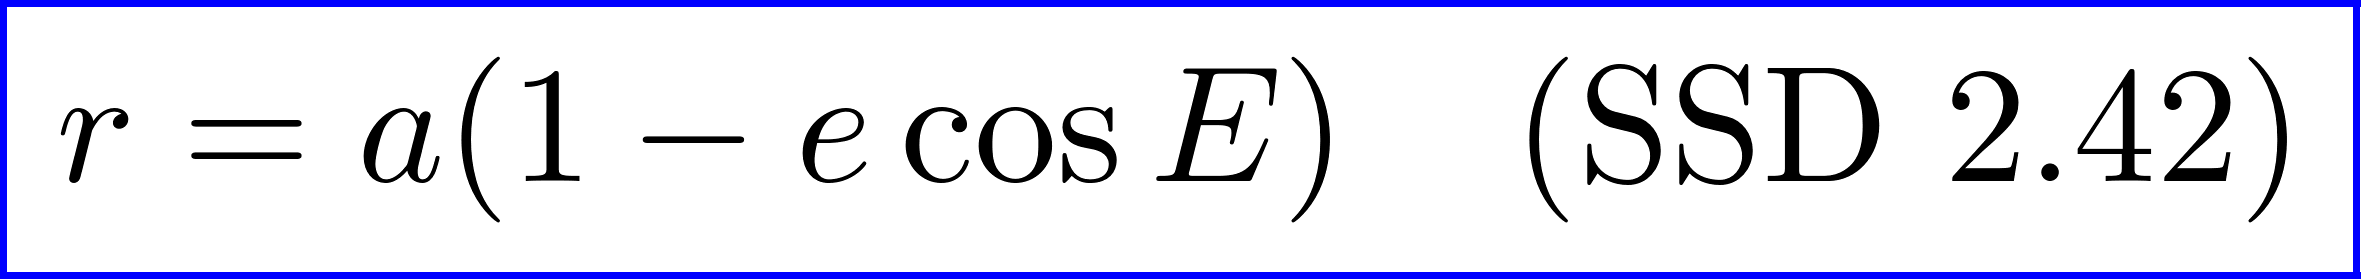 r = a(1 − e cos E) (SSD 2.42)